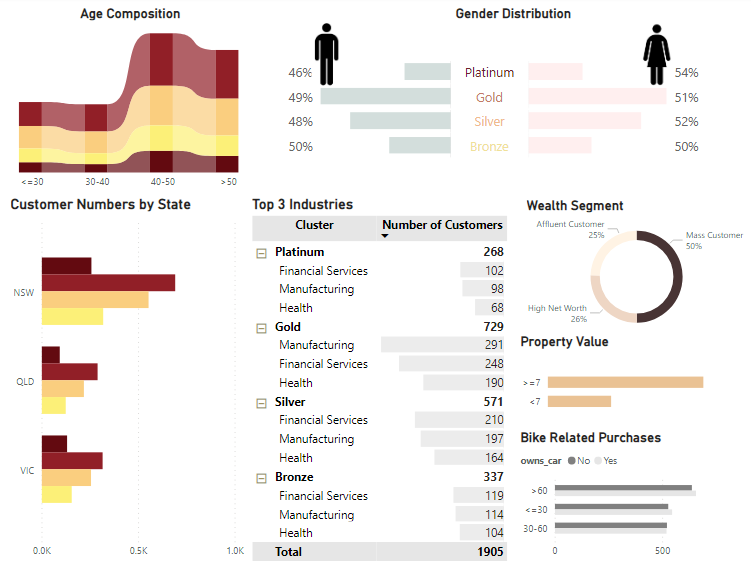 Age Composition
<=30 30-40 40-50 >50
Gender Distribution
46% Platinum 54%
49% Gold 51%
48% Silver 52%
50% Bronze 50%
Customer Numbers by State
NSW
QLD
VIC
0.0K 0.5K 1.0K
Top 3 Industries
Cluster Number of Customers
Platinum 268
Financial Services 102
Manufacturing 98
Health 68
Gold 729
Manufacturing 291
Financial Services 248
Health 190
Silver 571
Financial Services 210
Manufacturing 197
Health 164
Bronze 337
Financial Services 119
Manufacturing 114
Health 104
Total 1905
Wealth Segment
Affluent Customer
25%
Mass Customer
50%
High Net Worth
26%
Property Value
>=7
<7
Bike Related Purchases
owns_car No Yes
>60
<=30
30-60
0 500